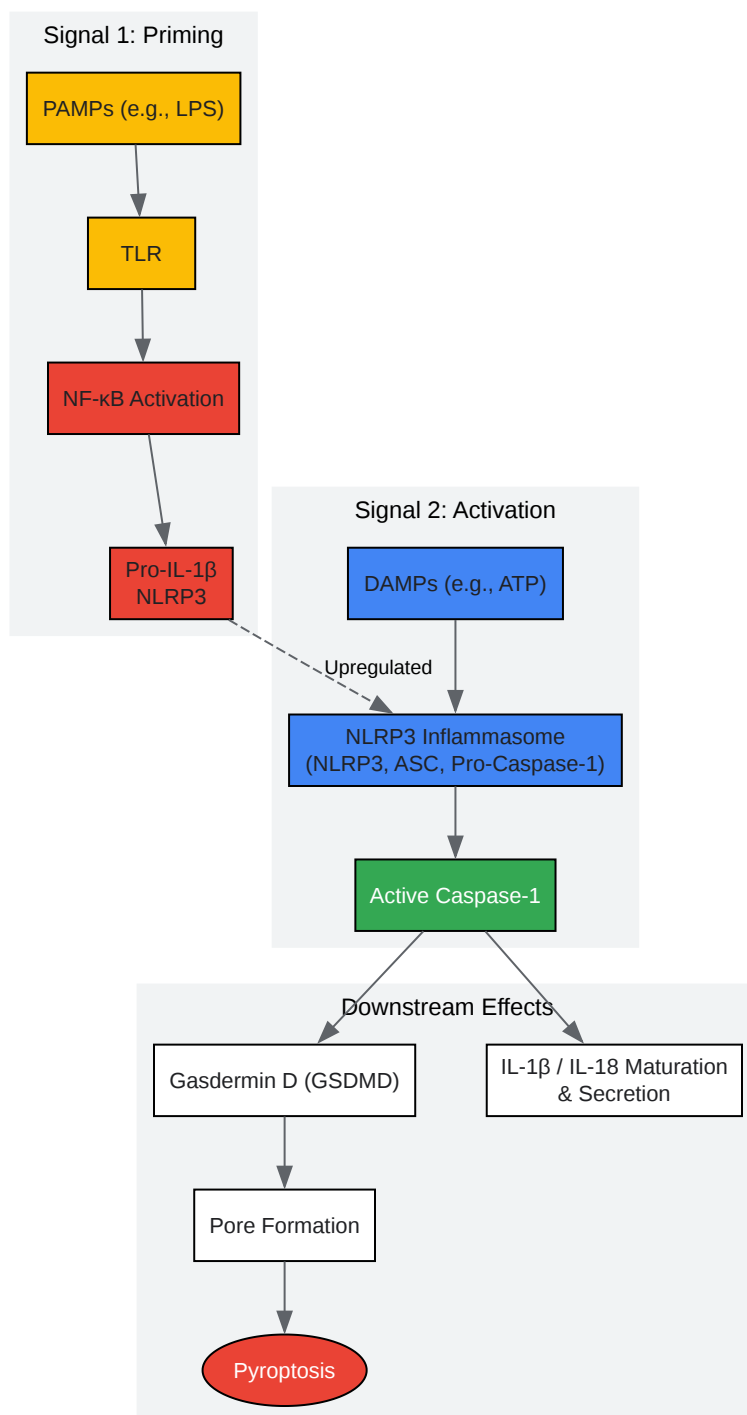 Signal 1: Priming
PAMPs (e.g., LPS)
TLR
NF-κB Activation
Pro-IL-1β
NLRP3
Signal 2: Activation
DAMPs (e.g., ATP)
Upregulated
NLRP3 Inflammasome
(NLRP3, ASC, Pro-Caspase-1)
Active Caspase-1
Downstream Effects
Gasdermin D (GSDMD)
IL-1β / IL-18 Maturation
& Secretion
Pore Formation
Pyroptosis